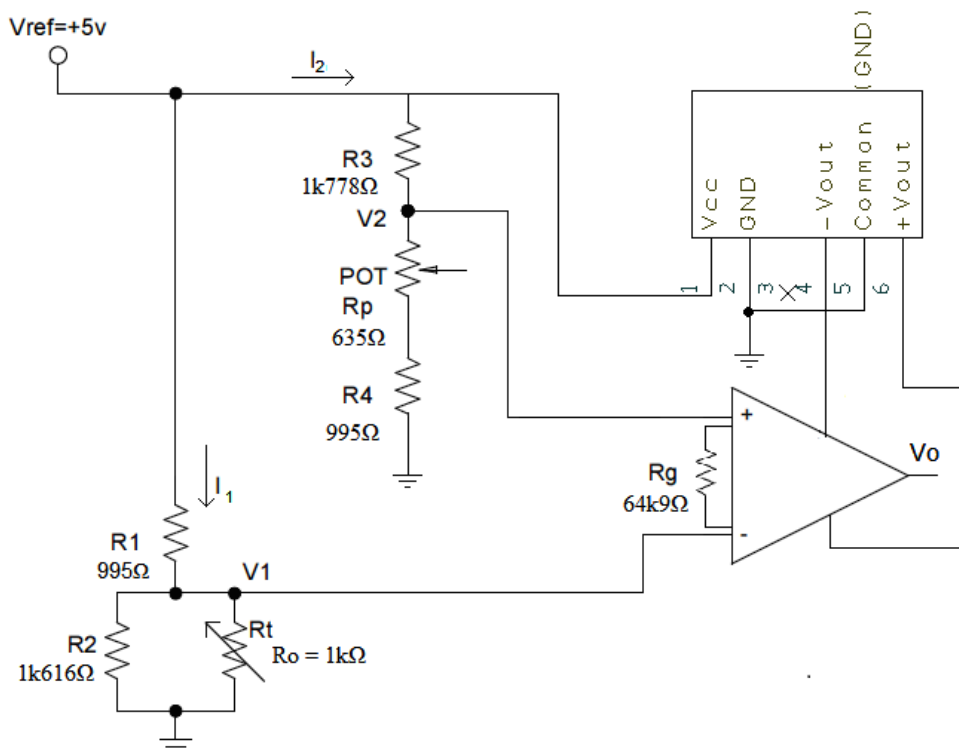 Vref=+5v
I2
(GND)
Vcc
GND
-Vout
Common
+Vout
1
2
3
4
5
6
R3
1k778Ω
V2
POT
Rp
635Ω
R4
995Ω
I1
R1
995Ω
V1
R2
1k616Ω
Rt
Ro = 1kΩ
+
-
Rg
64k9Ω
Vo